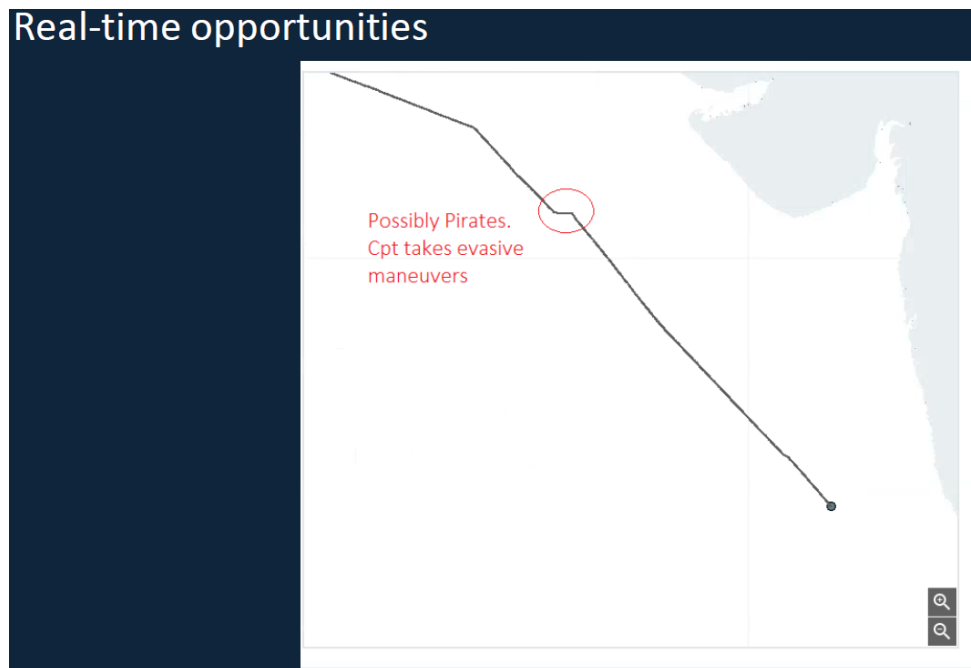 Real-time opportunities
Possibly Pirates.
Cpt takes evasive
maneuvers